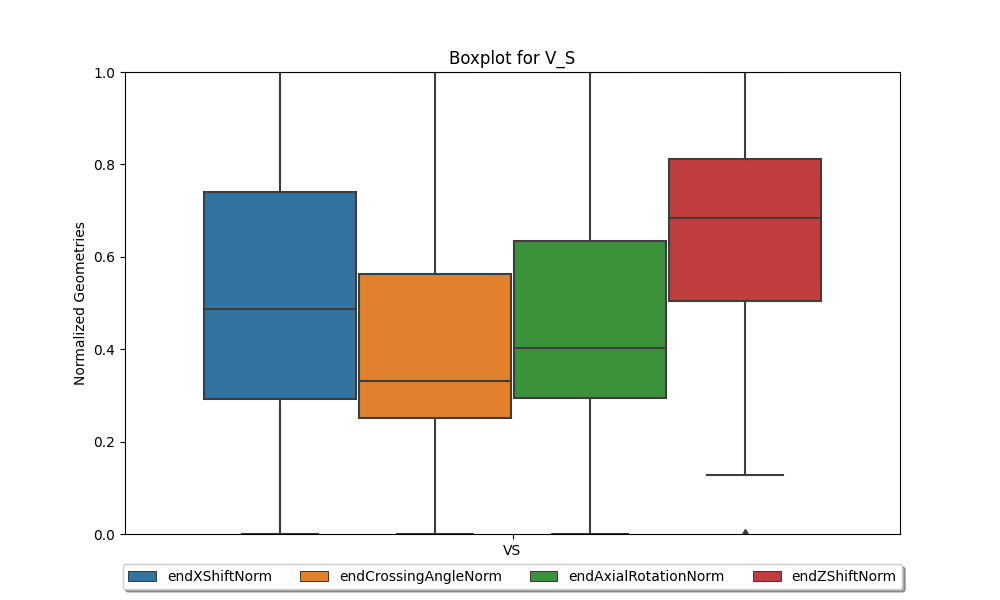 Boxplot for V_S
1.0
0.8
0.6
0.4
0.2
0.0
Normalized Geometries
VS
endXShiftNorm endCrossingAngleNorm endAxialRotationNorm endZShiftNorm